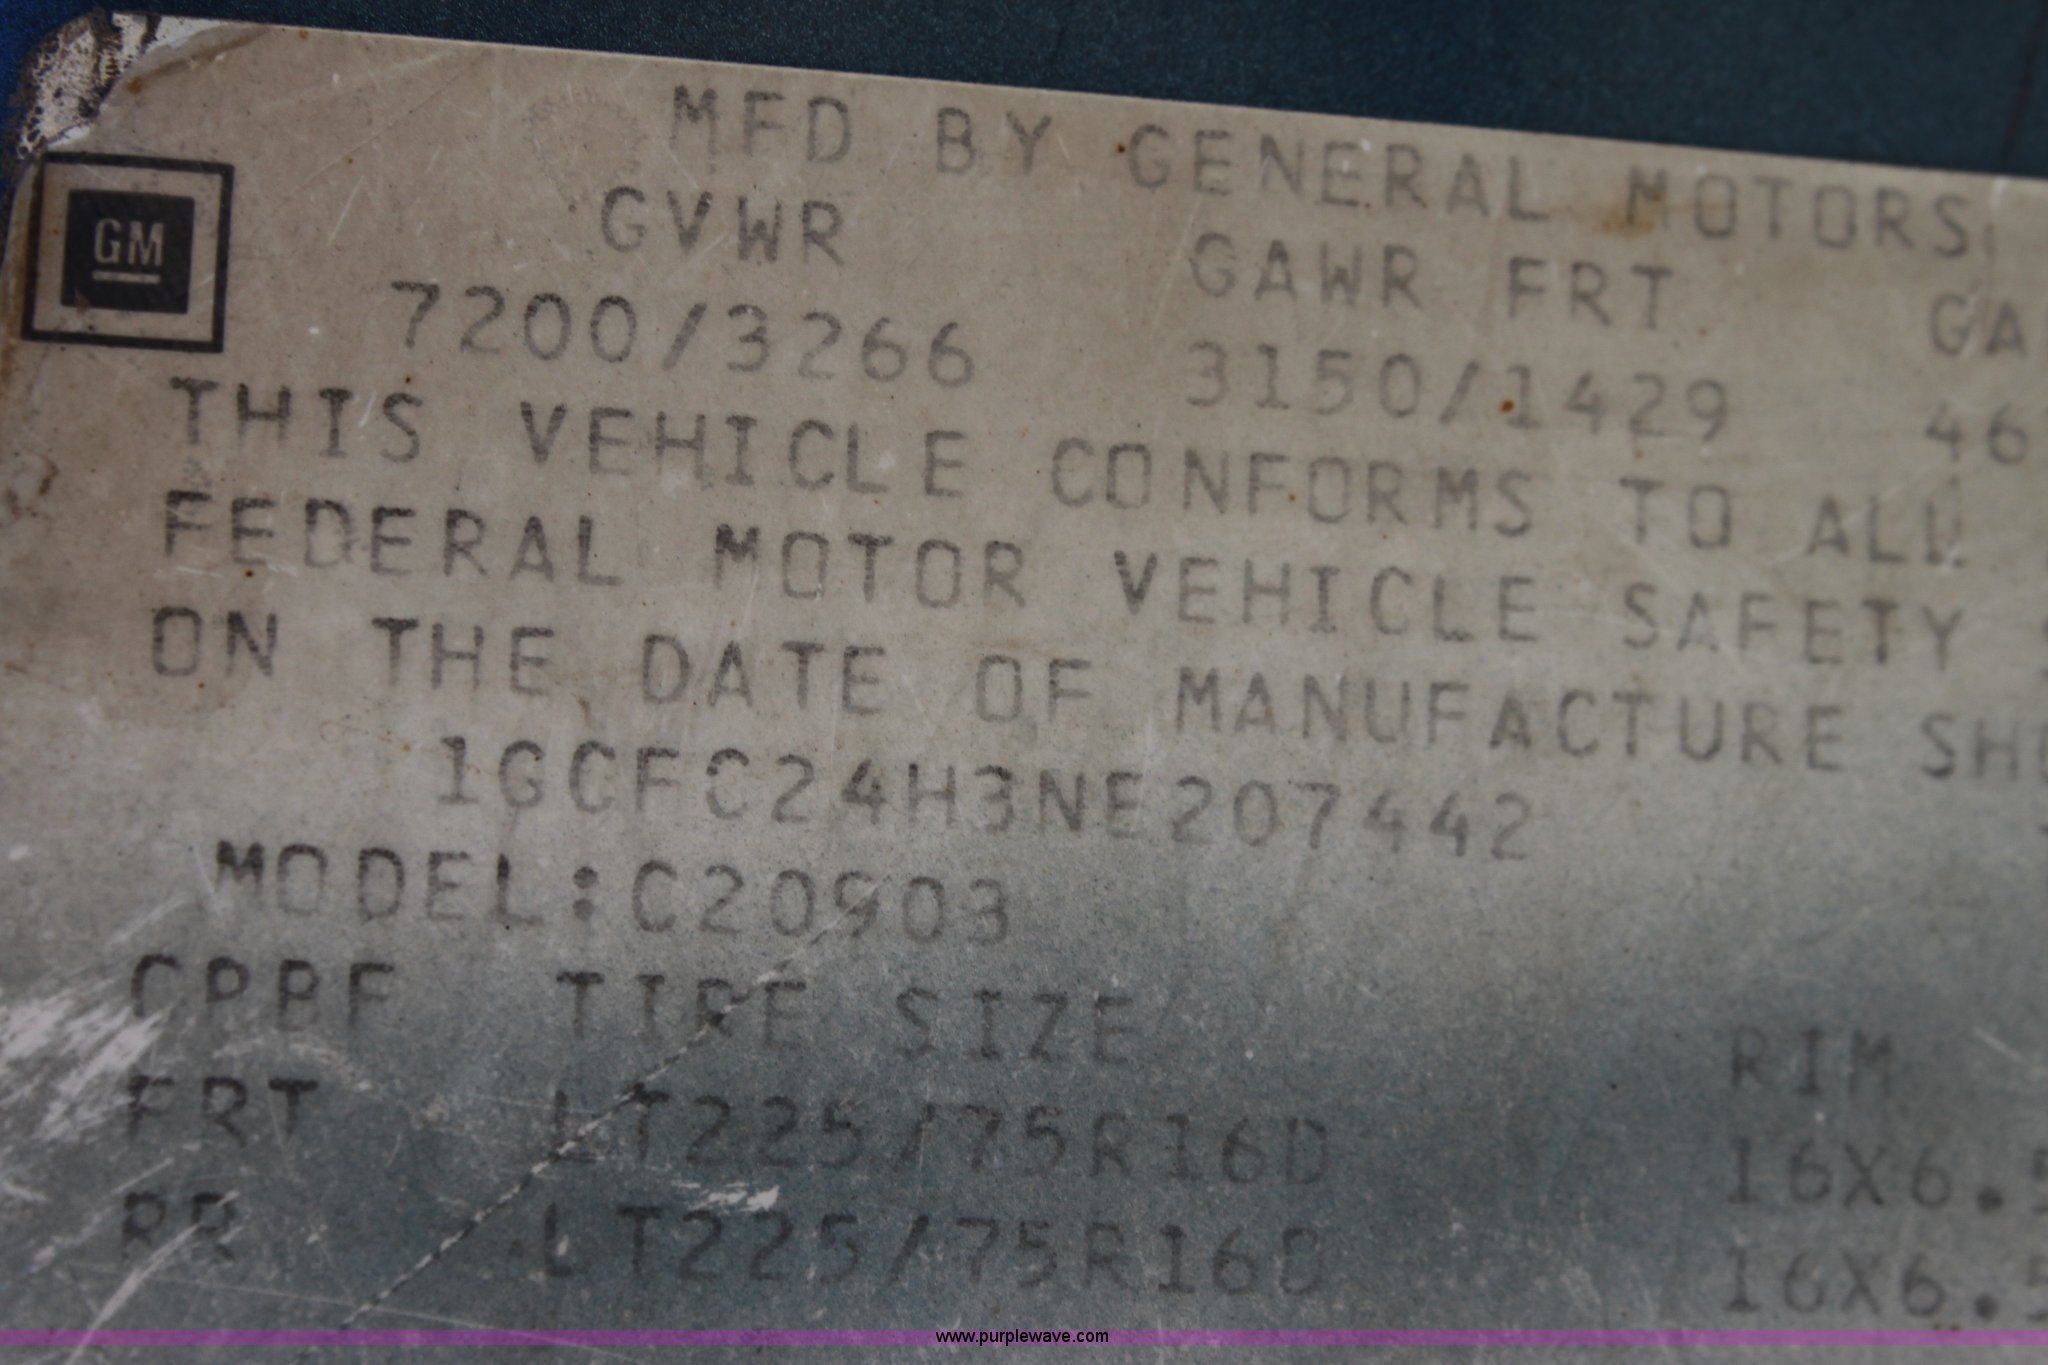 MFD BY GENERAL MOTORS
GM
GVWR GAWR FRT GA
7200/3266 3150/1429 46
THIS VEHICLE CONFORMS TO ALL
FEDERAL MOTOR VEHICLE SAFETY
ON THE DATE OF MANUFACTURE SHO
1GCFC24H3NE207442
MODEL:C20903
TIRE SIZE RIM
FRT LT225/75R16D 16X6.5
RR LT225/75R16D 16X6.5
www.purplewave.com